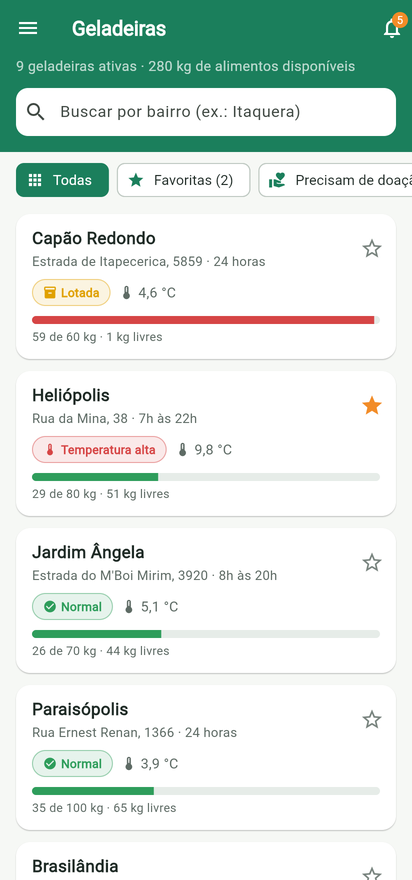 Geladeiras
5
9 geladeiras ativas · 280 kg de alimentos disponíveis
Buscar por bairro (ex.: Itaquera)
Todas
Favoritas (2)
Precisam de
Capão Redondo
Estrada de Itapecerica, 5859 · 24 horas
Lotada
4,6 °C
59 de 60 kg · 1 kg livres
Heliópolis
Rua da Mina, 38 · 7h às 22h
Temperatura alta
9,8 °C
29 de 80 kg · 51 kg livres
Jardim Ângela
Estrada do M'Boi Mirim, 3920 · 8h às 20h
Normal
5,1 °C
26 de 70 kg · 44 kg livres
Paraisópolis
Rua Ernest Renan, 1366 · 24 horas
Normal
3,9 °C
35 de 100 kg · 65 kg livres
Brasilândia